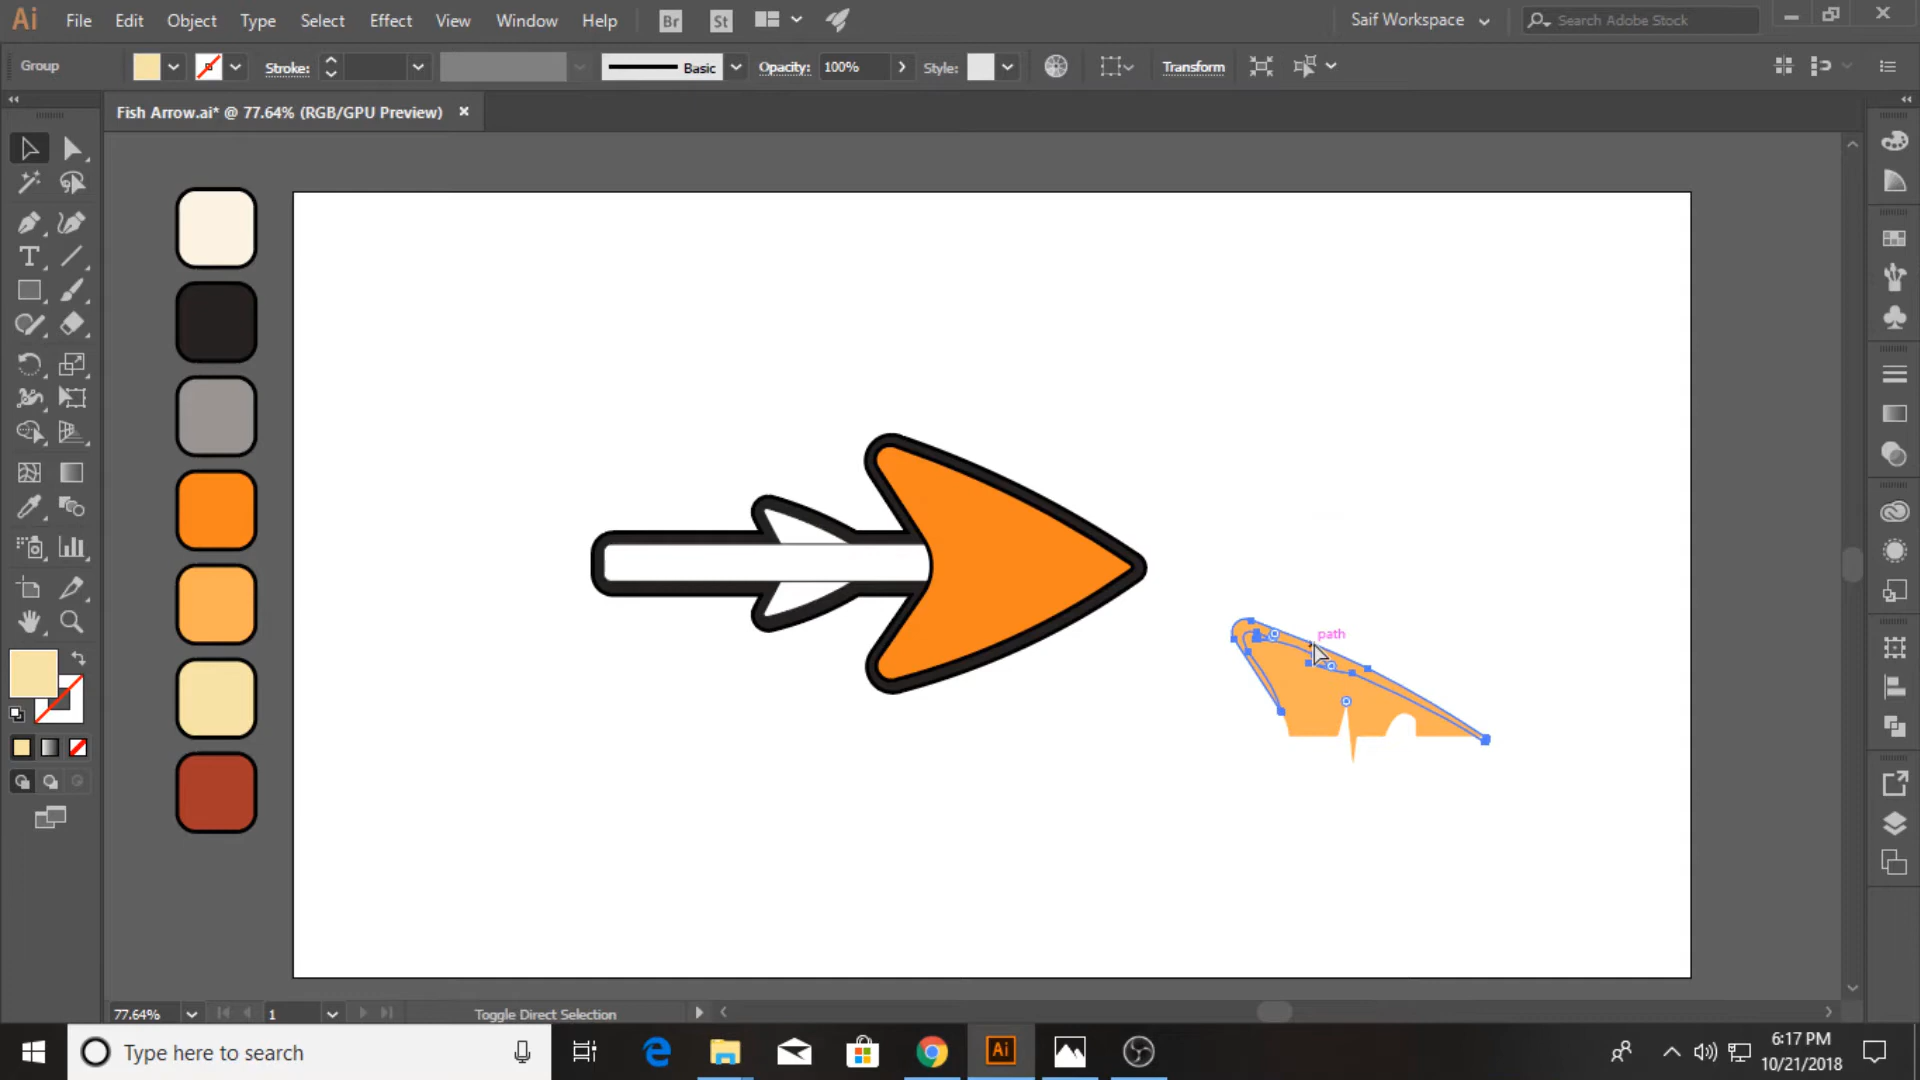 Ai File Edit Object Type Select Effect View Window Help Br St Saif Workspace Search Adobe Stock
Group Stroke: Basic Opacity: 100% Style: Transform
Fish Arrow.ai* @ 77.64% (RGB/GPU Preview) ×
path
77.64% 1 Toggle Direct Selection
Type here to search
Ai
6:17 PM
10/21/2018